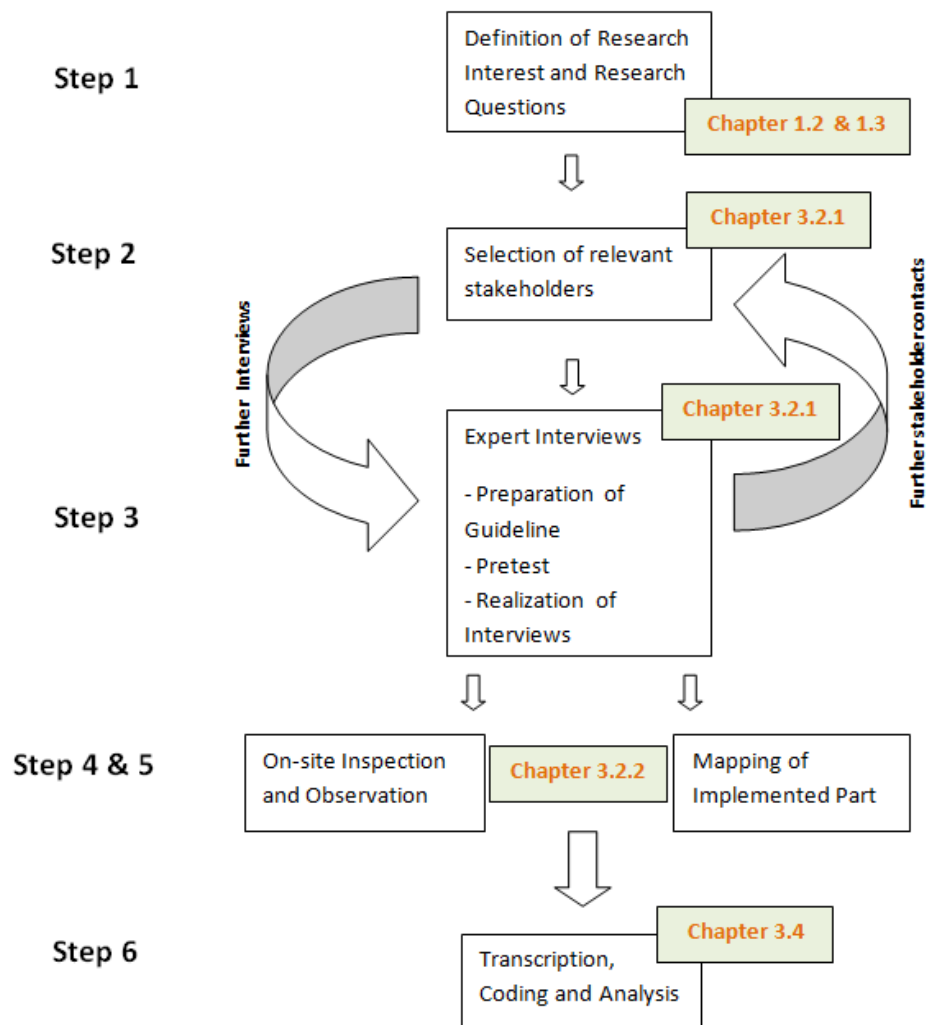 Step 1
Definition of Research
Interest and Research
Questions
Chapter 1.2 & 1.3
Step 2
Chapter 3.2.1
Selection of relevant
stakeholders
Further Interviews
Further stakeholder contacts
Step 3
Chapter 3.2.1
Expert Interviews
- Preparation of
Guideline
- Pretest
- Realization of
Interviews
Step 4 & 5
On-site Inspection
and Observation
Chapter 3.2.2
Mapping of
Implemented Part
Step 6
Chapter 3.4
Transcription,
Coding and Analysis